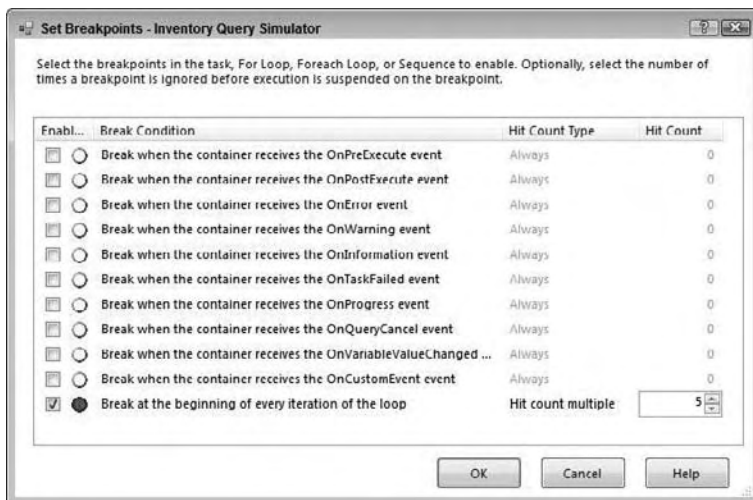 Set Breakpoints - Inventory Query Simulator
Select the breakpoints in the task, For Loop, Foreach Loop, or Sequence to enable. Optionally, select the number of
times a breakpoint is ignored before execution is suspended on the breakpoint.
Enabl... Break Condition Hit Count Type Hit Count
Break when the container receives the OnPreExecute event Always 0
Break when the container receives the OnPostExecute event Always 0
Break when the container receives the OnError event Always 0
Break when the container receives the OnWarning event Always 0
Break when the container receives the OnInformation event Always 0
Break when the container receives the OnTaskFailed event Always 0
Break when the container receives the OnProgress event Always 0
Break when the container receives the OnQueryCancel event Always 0
Break when the container receives the OnVariableValueChanged ... Always 0
Break when the container receives the OnCustomEvent event Always 0
Break at the beginning of every iteration of the loop Hit count multiple 5
OK Cancel Help